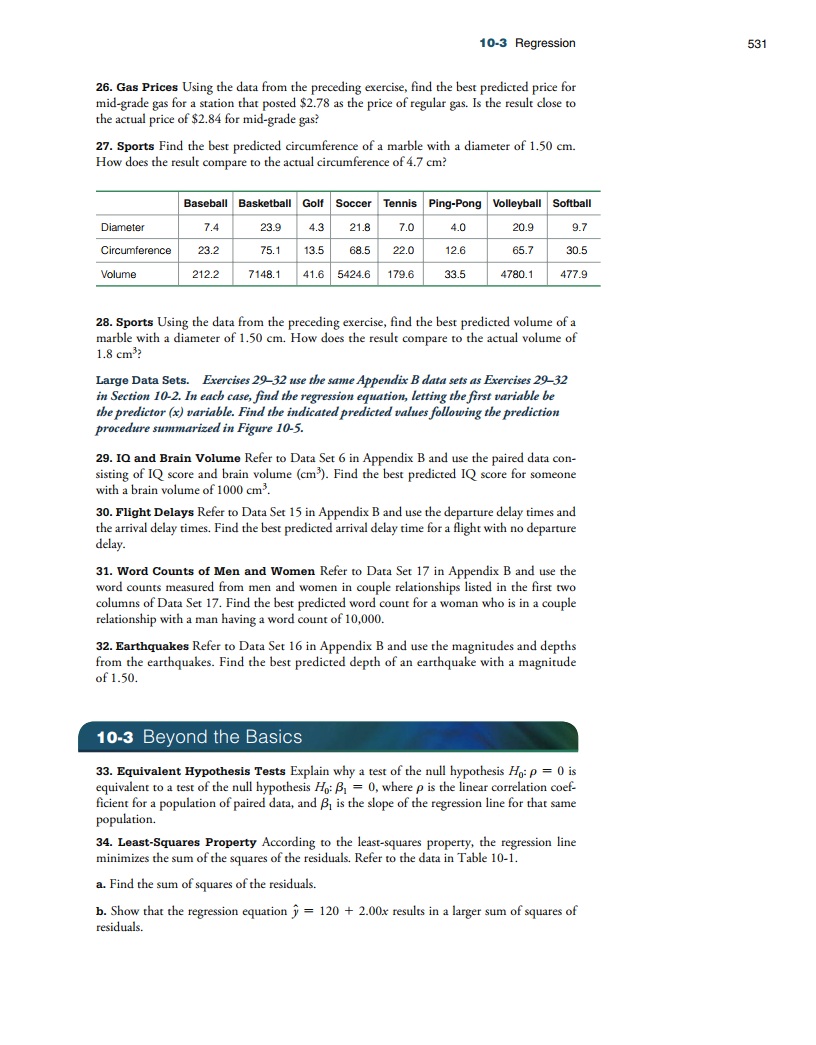 10-3 Regression 531
26. Gas Prices Using the data from the preceding exercise, find the best predicted price for
mid-grade gas for a station that posted $2.78 as the price of regular gas. Is the result close to
the actual price of $2.84 for mid-grade gas?
27. Sports Find the best predicted circumference of a marble with a diameter of 1.50 cm.
How does the result compare to the actual circumference of 4.7 cm?
Baseball Basketball Golf Soccer Tennis Ping-Pong Volleyball Softball
Diameter 7.4 23.9 4.3 21.8 7.0 4.0 20.9 9.7
Circumference 23.2 75.1 13.5 68.5 22.0 12.6 65.7 30.5
Volume 212.2 7148.1 41.6 5424.6 179.6 33.5 4780.1 477.9
28. Sports Using the data from the preceding exercise, find the best predicted volume of a
marble with a diameter of 1.50 cm. How does the result compare to the actual volume of
1.8 cm³?
Large Data Sets. Exercises 29–32 use the same Appendix B data sets as Exercises 29–32
in Section 10-2. In each case, find the regression equation, letting the first variable be
the predictor (x) variable. Find the indicated predicted values following the prediction
procedure summarized in Figure 10-5.
29. IQ and Brain Volume Refer to Data Set 6 in Appendix B and use the paired data con-
sisting of IQ score and brain volume (cm³). Find the best predicted IQ score for someone
with a brain volume of 1000 cm³.
30. Flight Delays Refer to Data Set 15 in Appendix B and use the departure delay times and
the arrival delay times. Find the best predicted arrival delay time for a flight with no departure
delay.
31. Word Counts of Men and Women Refer to Data Set 17 in Appendix B and use the
word counts measured from men and women in couple relationships listed in the first two
columns of Data Set 17. Find the best predicted word count for a woman who is in a couple
relationship with a man having a word count of 10,000.
32. Earthquakes Refer to Data Set 16 in Appendix B and use the magnitudes and depths
from the earthquakes. Find the best predicted depth of an earthquake with a magnitude
of 1.50.
10-3 Beyond the Basics
33. Equivalent Hypothesis Tests Explain why a test of the null hypothesis H₀: ρ = 0 is
equivalent to a test of the null hypothesis H₀: β₁ = 0, where ρ is the linear correlation coef-
ficient for a population of paired data, and β₁ is the slope of the regression line for that same
population.
34. Least-Squares Property According to the least-squares property, the regression line
minimizes the sum of the squares of the residuals. Refer to the data in Table 10-1.
a. Find the sum of squares of the residuals.
b. Show that the regression equation ŷ = 120 + 2.00x results in a larger sum of squares of
residuals.